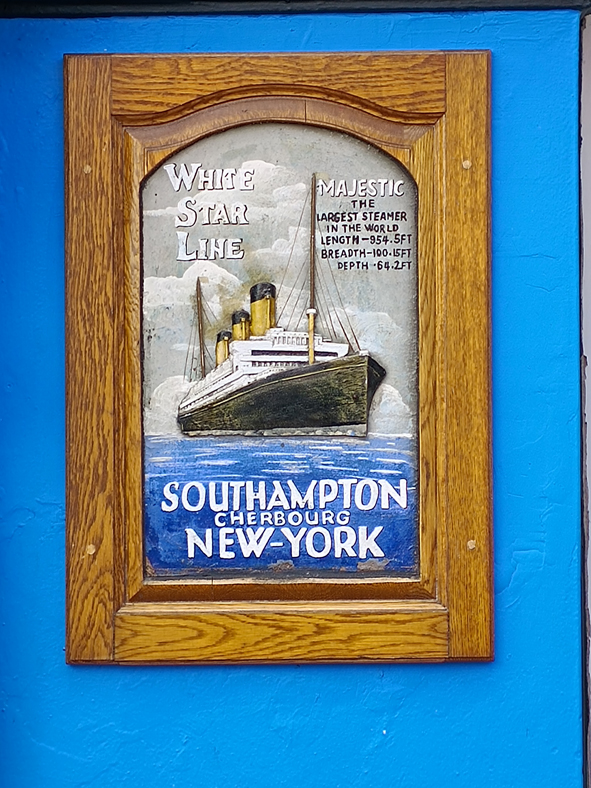 WHITE
STAR
LINE
MAJESTIC
THE
LARGEST STEAMER
IN THE WORLD
LENGTH-954.5FT
BREADTH-100.15FT
DEPTH ·64.2FT
SOUTHAMPTON
CHERBOURG
NEW-YORK